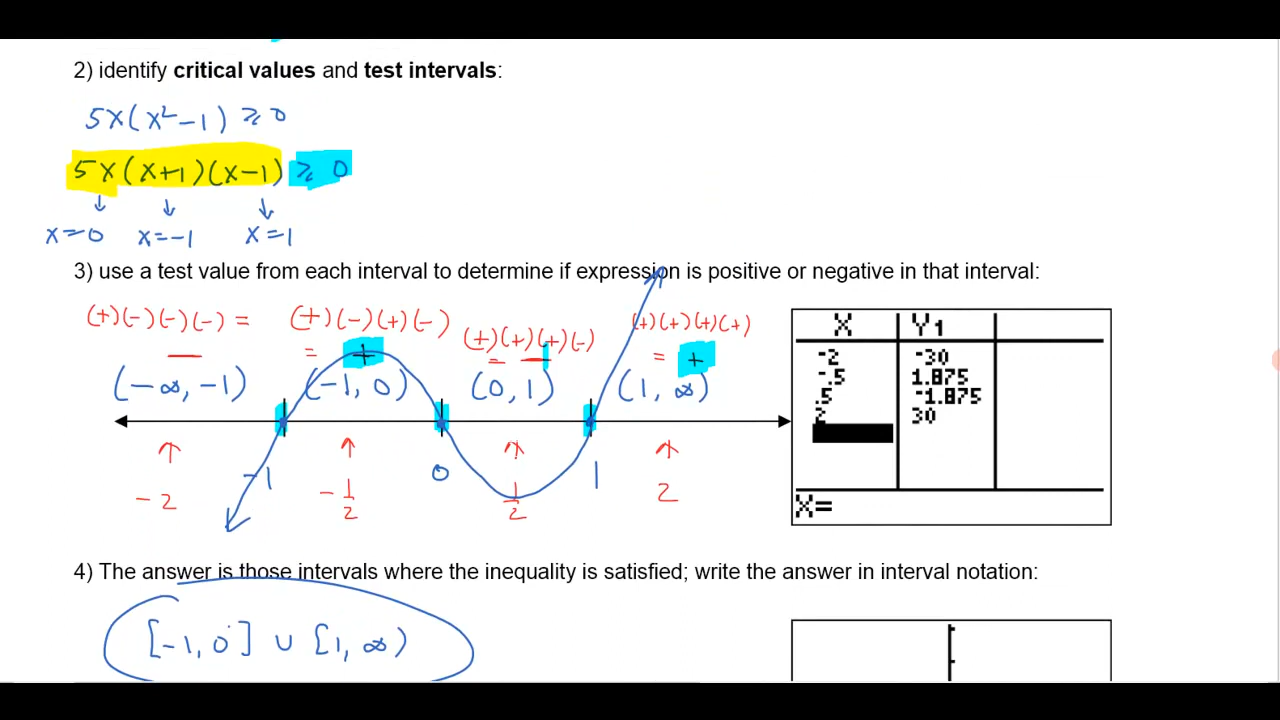 2) identify critical values and test intervals:
5x(x²-1) ≥ 0
5x(x+1)(x-1) ≥ 0
x=0 x=-1 x=1
3) use a test value from each interval to determine if expression is positive or negative in that interval:
(+)(-)(-)(-) = -
(+)(-)(+)(-) = +
(+)(+)(+)(-) = -
(+)(+)(+)(+) = +
(-∞, -1) (-1, 0) (0, 1) (1, ∞)
-1 0 1
-2 -1/2 1/2 2
X Y1
-2 -30
-.5 1.875
.5 -1.875
2 30
X=
4) The answer is those intervals where the inequality is satisfied; write the answer in interval notation:
[-1, 0] ∪ [1, ∞)